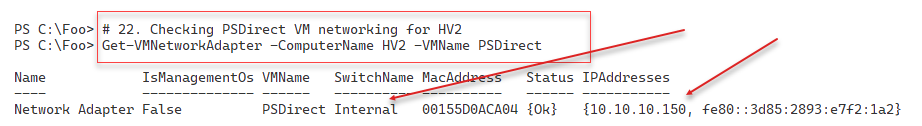 PS C:\Foo> # 22. Checking PSDirect VM networking for HV2
PS C:\Foo> Get-VMNetworkAdapter -ComputerName HV2 -VMName PSDirect
Name IsManagementOs VMName SwitchName MacAddress Status IPAddresses
---- -------------- ------ ---------- ---------- ------ -----------
Network Adapter False PSDirect Internal 00155D0ACA04 {Ok} {10.10.10.150, fe80::3d85:2893:e7f2:1a2}